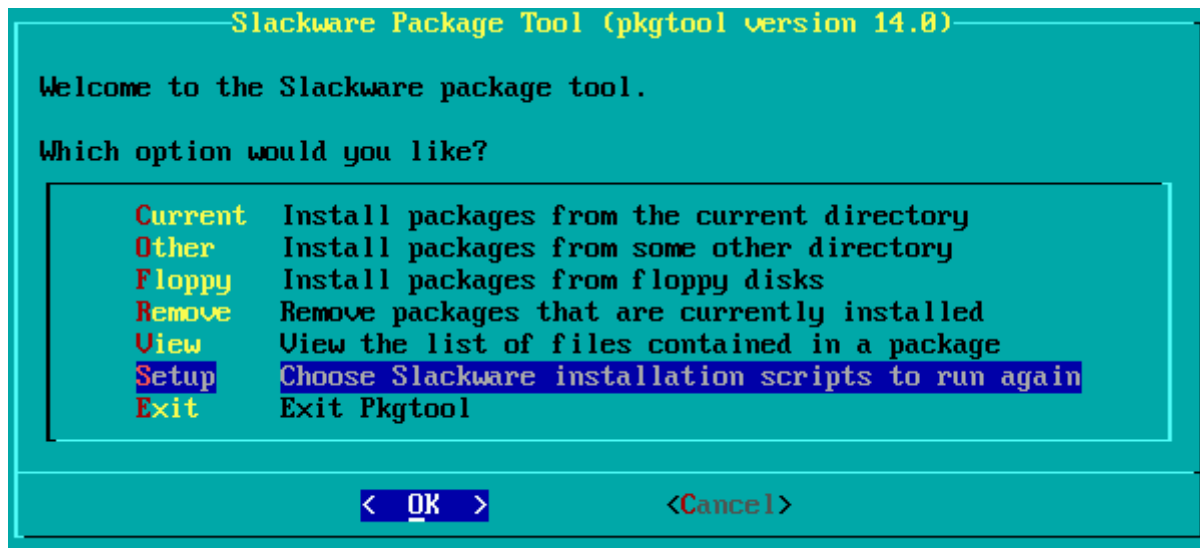 Slackware Package Tool (pkgtool version 14.0)
Welcome to the Slackware package tool.
Which option would you like?
Current Install packages from the current directory
Other Install packages from some other directory
Floppy Install packages from floppy disks
Remove Remove packages that are currently installed
View View the list of files contained in a package
Setup Choose Slackware installation scripts to run again
Exit Exit Pkgtool
< OK > <Cancel>